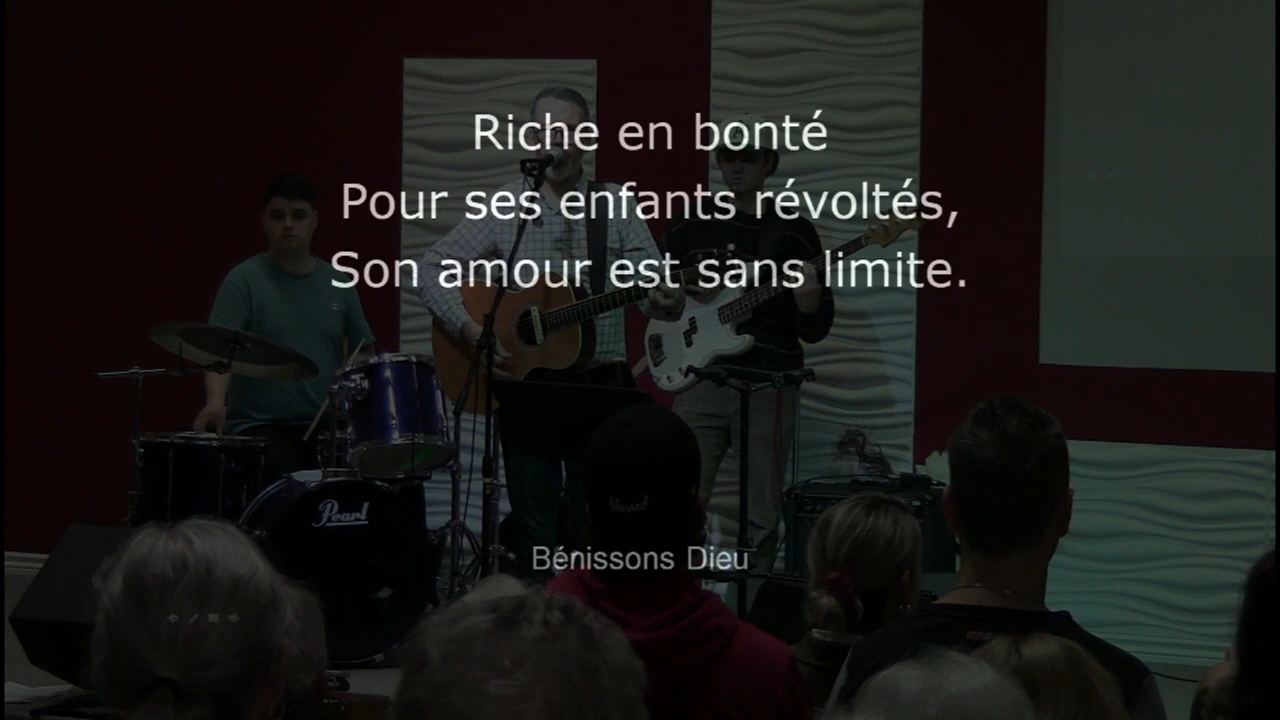 Riche en bonté
Pour ses enfants révoltés,
Son amour est sans limite.
Pearl
Bénissons Dieu